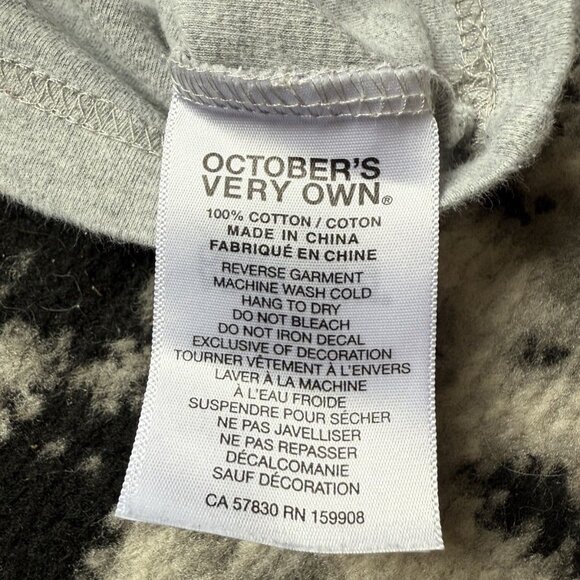 OCTOBER'S
VERY OWN®
100% COTTON / COTON
MADE IN CHINA
FABRIQUÉ EN CHINE
REVERSE GARMENT
MACHINE WASH COLD
HANG TO DRY
DO NOT BLEACH
DO NOT IRON DECAL
EXCLUSIVE OF DECORATION
TOURNER VÊTEMENT À L'ENVERS
LAVER À LA MACHINE
À L'EAU FROIDE
SUSPENDRE POUR SÉCHER
NE PAS JAVELLISER
NE PAS REPASSER
DÉCALCOMANIE
SAUF DÉCORATION
CA 57830 RN 159908